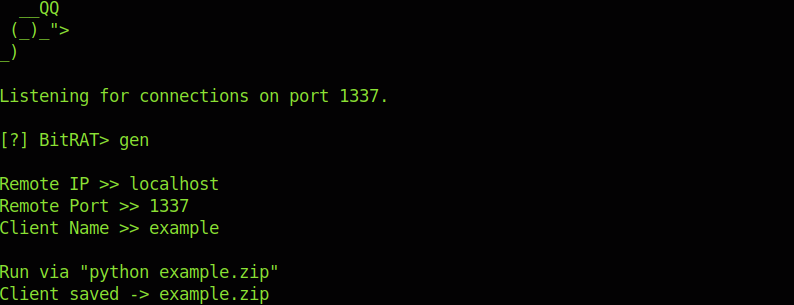 __QQ
(_)_">
_)
Listening for connections on port 1337.
[?] BitRAT> gen
Remote IP >> localhost
Remote Port >> 1337
Client Name >> example
Run via "python example.zip"
Client saved -> example.zip